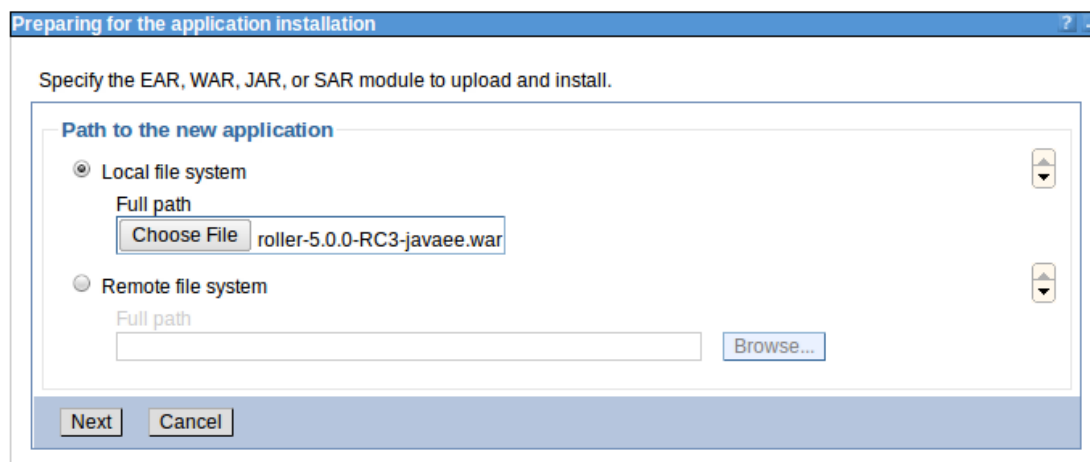 Preparing for the application installation ?
Specify the EAR, WAR, JAR, or SAR module to upload and install.
Path to the new application
Local file system
Full path
Choose File roller-5.0.0-RC3-javaee.war
Remote file system
Full path
Browse...
Next Cancel